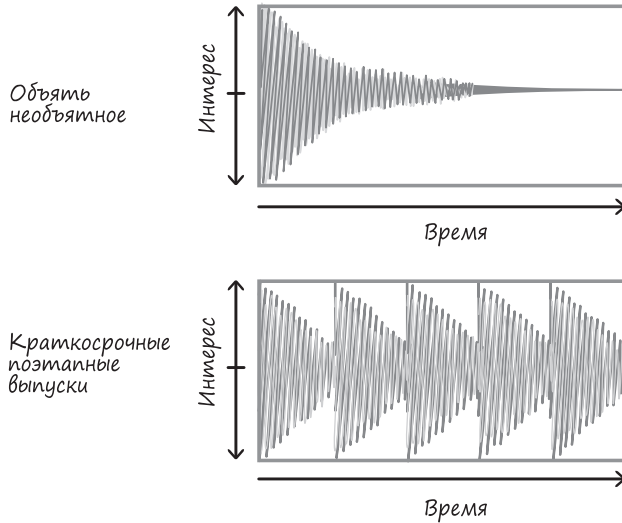 Объять
необъятное
Интерес
Время
Краткосрочные
поэтапные
выпуски
Интерес
Время